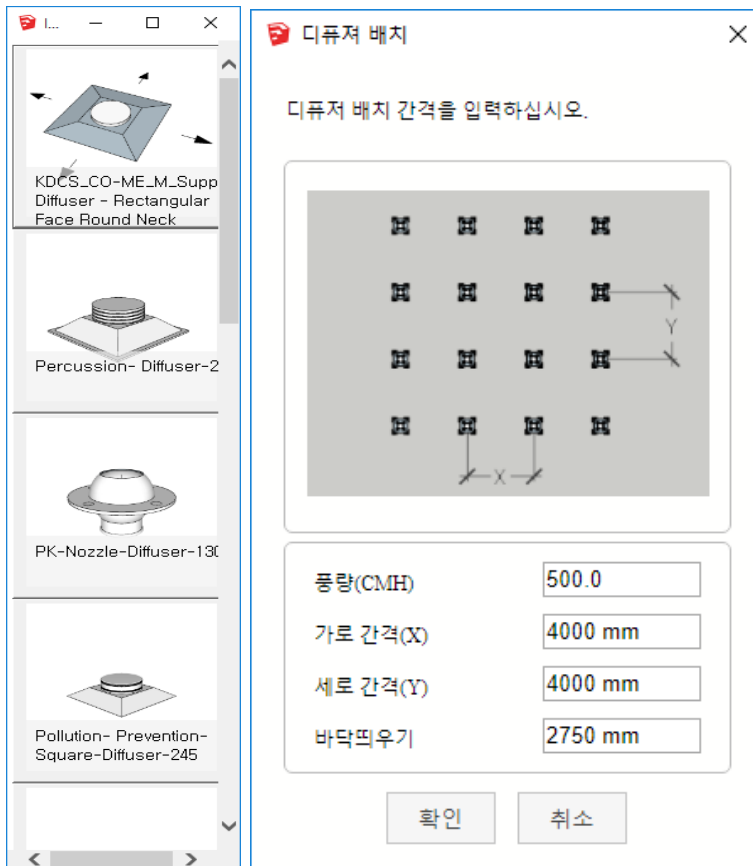 I...
KDCS_CO-ME_M_Supp
Diffuser - Rectangular
Face Round Neck
Percussion- Diffuser-2
PK-Nozzle-Diffuser-130
Pollution- Prevention-
Square-Diffuser-245
디퓨져 배치
디퓨저 배치 간격을 입력하십시오.
Y
X
풍량(CMH) 500.0
가로 간격(X) 4000 mm
세로 간격(Y) 4000 mm
바닥띄우기 2750 mm
확인 취소